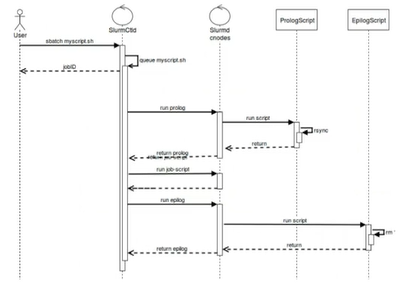 User
SlurmCtld
Slurmd
cnodes
PrologScript
EpilogScript
sbatch myscript.sh
queue myscript.sh
jobID
run prolog
run script
rsync
return
return prolog
run job-script
run epilog
run script
rm
return
return epilog